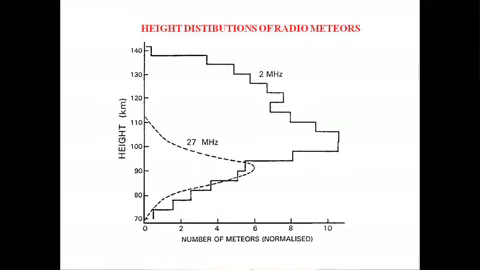 HEIGHT DISTIBUTIONS OF RADIO METEORS
140
130
120
110
100
90
80
70
HEIGHT (km)
2 MHz
27 MHz
0 2 4 6 8 10
NUMBER OF METEORS (NORMALISED)